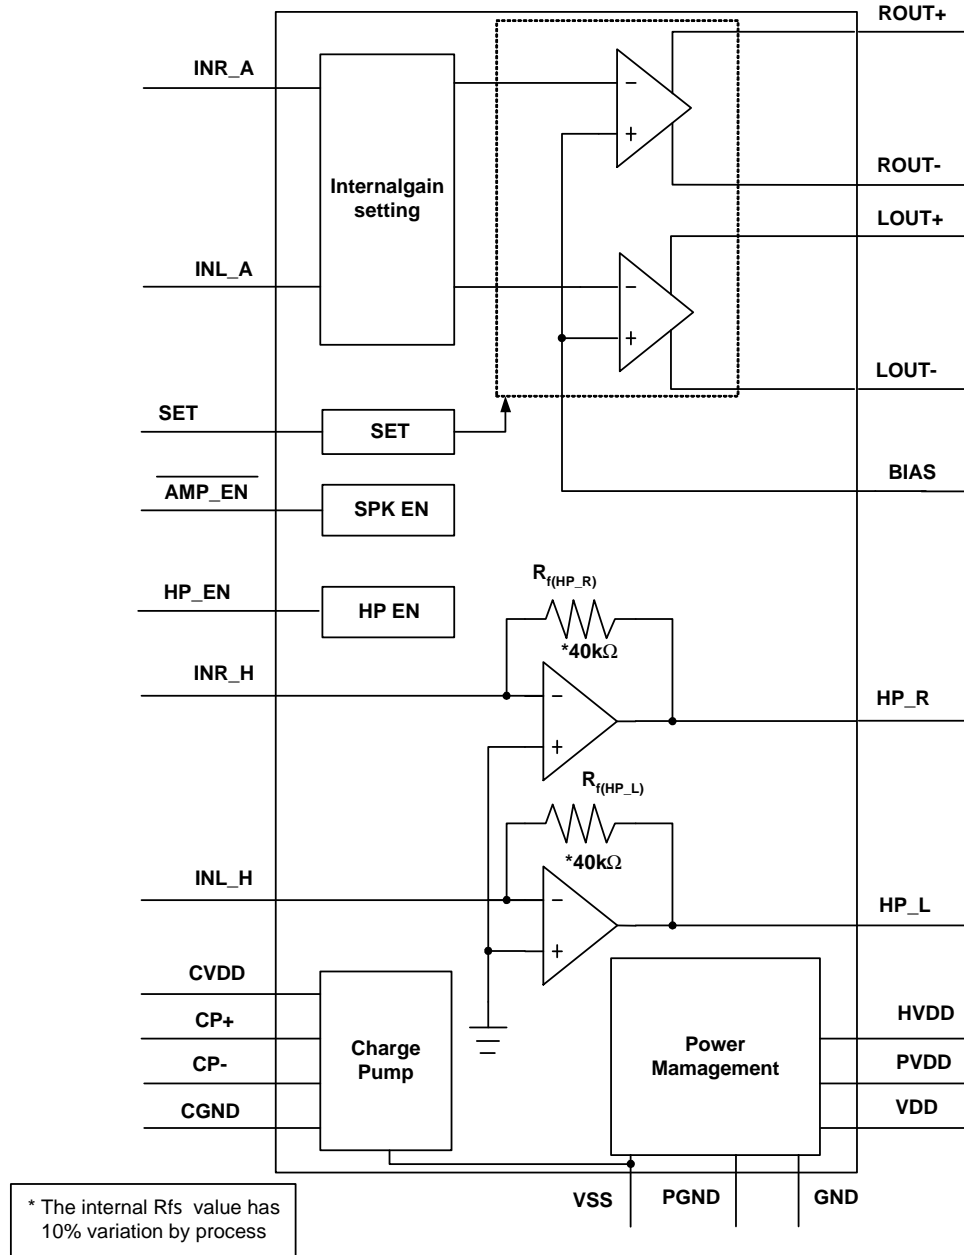 ROUT+
INR_A
−
+
Internalgain
setting
ROUT-
LOUT+
INL_A
−
+
LOUT-
SET
SET
BIAS
AMP_EN
SPK EN
HP_EN
HP EN
Rf(HP_R)
*40kΩ
INR_H
−
+
HP_R
Rf(HP_L)
*40kΩ
INL_H
−
+
HP_L
CVDD
CP+
CP-
CGND
Charge
Pump
Power
Mamagement
HVDD
PVDD
VDD
VSS
PGND
GND
* The internal Rfs value has
10% variation by process